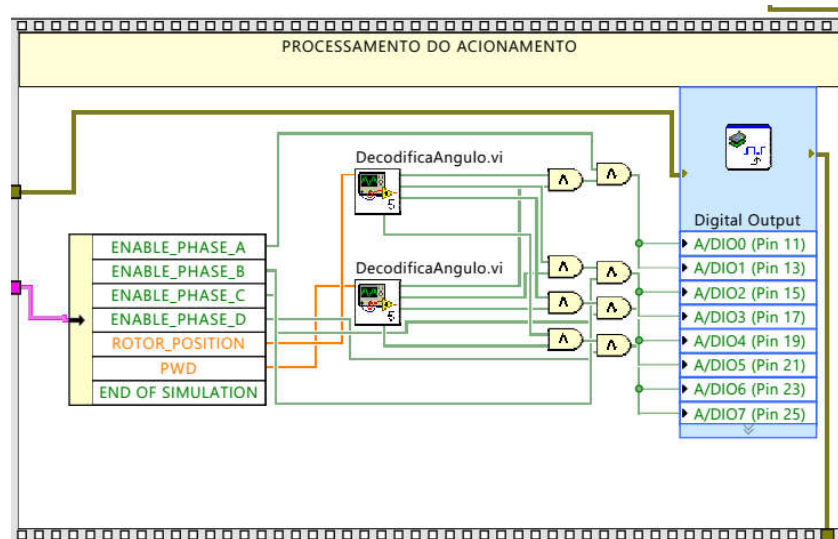 PROCESSAMENTO DO ACIONAMENTO
DecodificaAngulo.vi
5
Digital Output
ENABLE_PHASE_A
ENABLE_PHASE_B
ENABLE_PHASE_C
ENABLE_PHASE_D
ROTOR_POSITION
PWD
END OF SIMULATION
DecodificaAngulo.vi
5
A/DIO0 (Pin 11)
A/DIO1 (Pin 13)
A/DIO2 (Pin 15)
A/DIO3 (Pin 17)
A/DIO4 (Pin 19)
A/DIO5 (Pin 21)
A/DIO6 (Pin 23)
A/DIO7 (Pin 25)